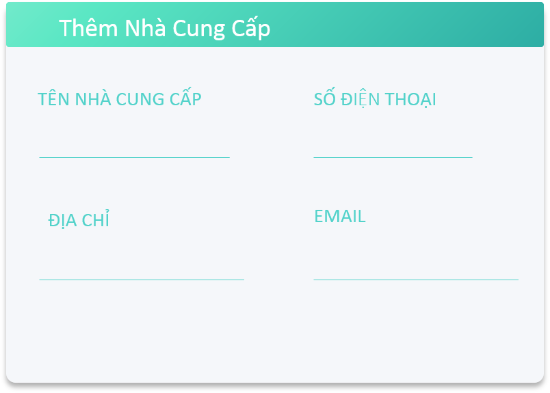 Thêm Nhà Cung Cấp
TÊN NHÀ CUNG CẤP
SỐ ĐIỆN THOẠI
ĐỊA CHỈ
EMAIL